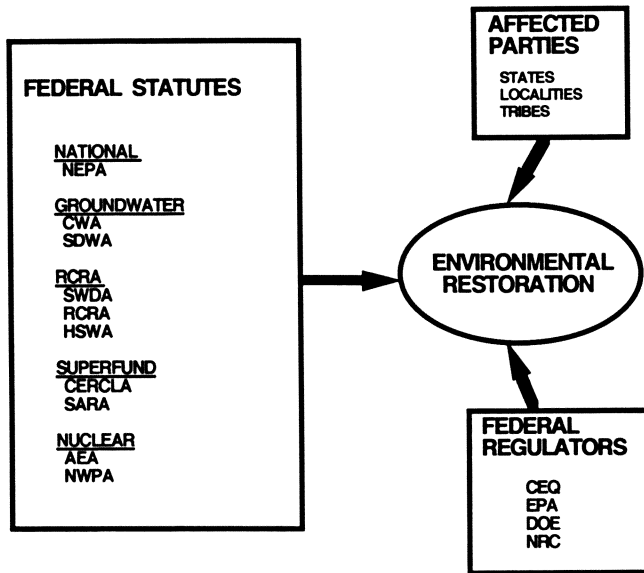 FEDERAL STATUTES
NATIONAL
NEPA
GROUNDWATER
CWA
SDWA
RCRA
SWDA
RCRA
HSWA
SUPERFUND
CERCLA
SARA
NUCLEAR
AEA
NWPA
AFFECTED
PARTIES
STATES
LOCALITIES
TRIBES
ENVIRONMENTAL
RESTORATION
FEDERAL
REGULATORS
CEQ
EPA
DOE
NRC